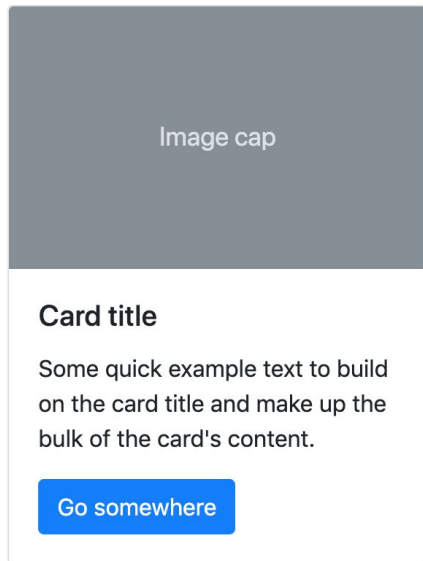 Image cap
Card title
Some quick example text to build
on the card title and make up the
bulk of the card's content.
Go somewhere